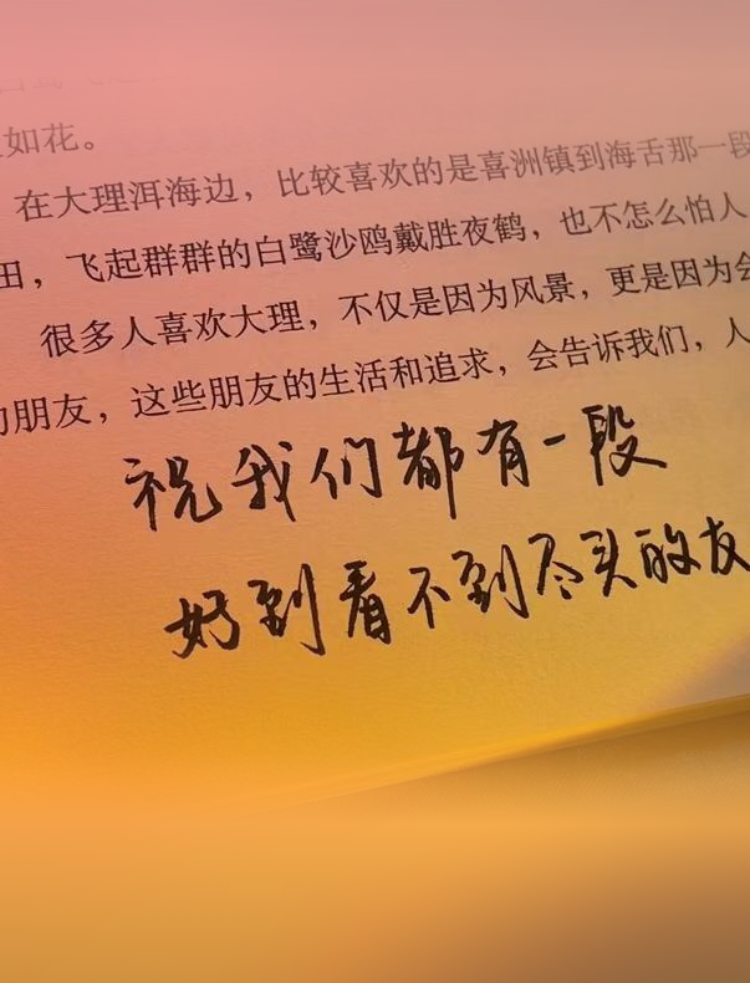 如花。
在大理洱海边，比较喜欢的是喜洲镇到海舌那一段
田，飞起群群的白鹭沙鸥戴胜夜鹤，也不怎么怕人
很多人喜欢大理，不仅是因为风景，更是因为会
的朋友，这些朋友的生活和追求，会告诉我们，人
祝我们都有一段
好到看不到尽头的友